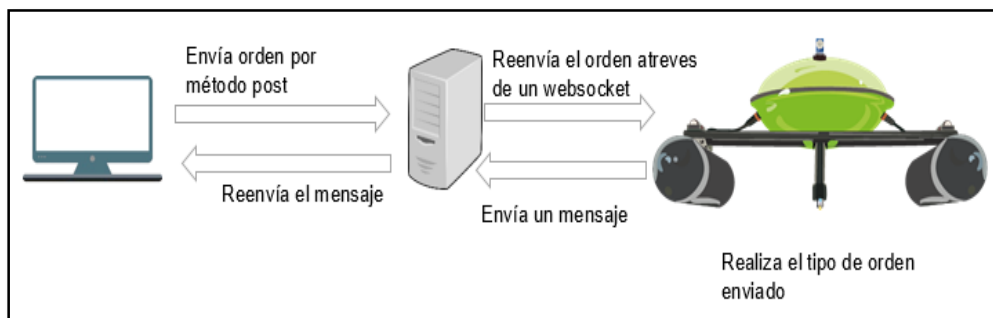 Envía orden por
método post
Reenvía el orden atreves
de un websocket
Reenvía el mensaje
Envía un mensaje
Realiza el tipo de orden
enviado